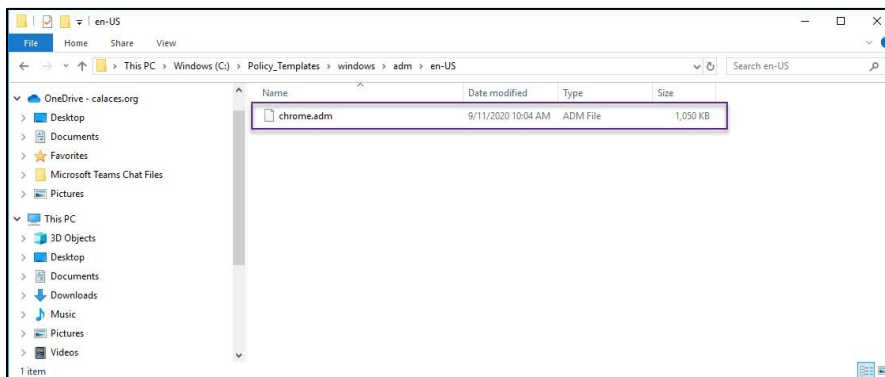 en-US
File Home Share View
This PC > Windows (C:) > Policy_Templates > windows > adm > en-US Search en-US
Name Date modified Type Size
chrome.adm 9/11/2020 10:04 AM ADM File 1,050 KB
OneDrive - calaces.org
Desktop
Documents
Favorites
Microsoft Teams Chat Files
Pictures
This PC
3D Objects
Desktop
Documents
Downloads
Music
Pictures
Videos
1 item